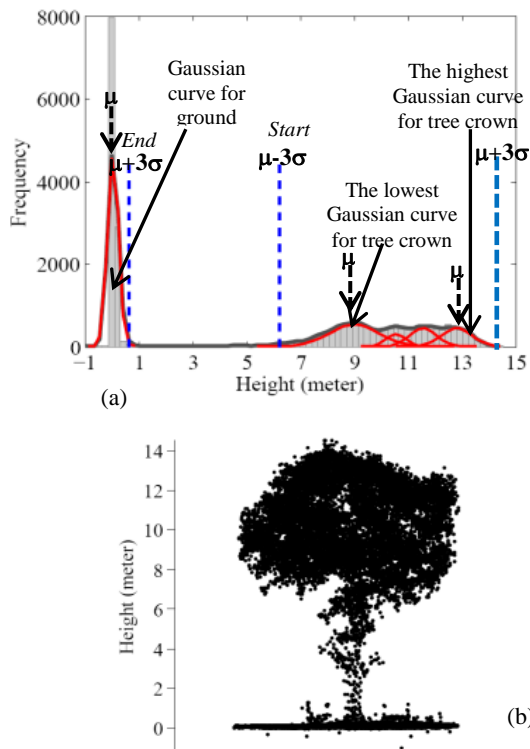 8000
6000
4000
2000
0
Frequency
μ
End
μ+3σ
Gaussian
curve for
ground
Start
μ-3σ
The lowest
Gaussian curve
for tree crown
μ
The highest
Gaussian curve
for tree crown
μ+3σ
μ
-1 1 3 5 7 9 11 13 15
Height (meter)
(a)
14
12
10
8
6
4
2
0
Height (meter)
(b)